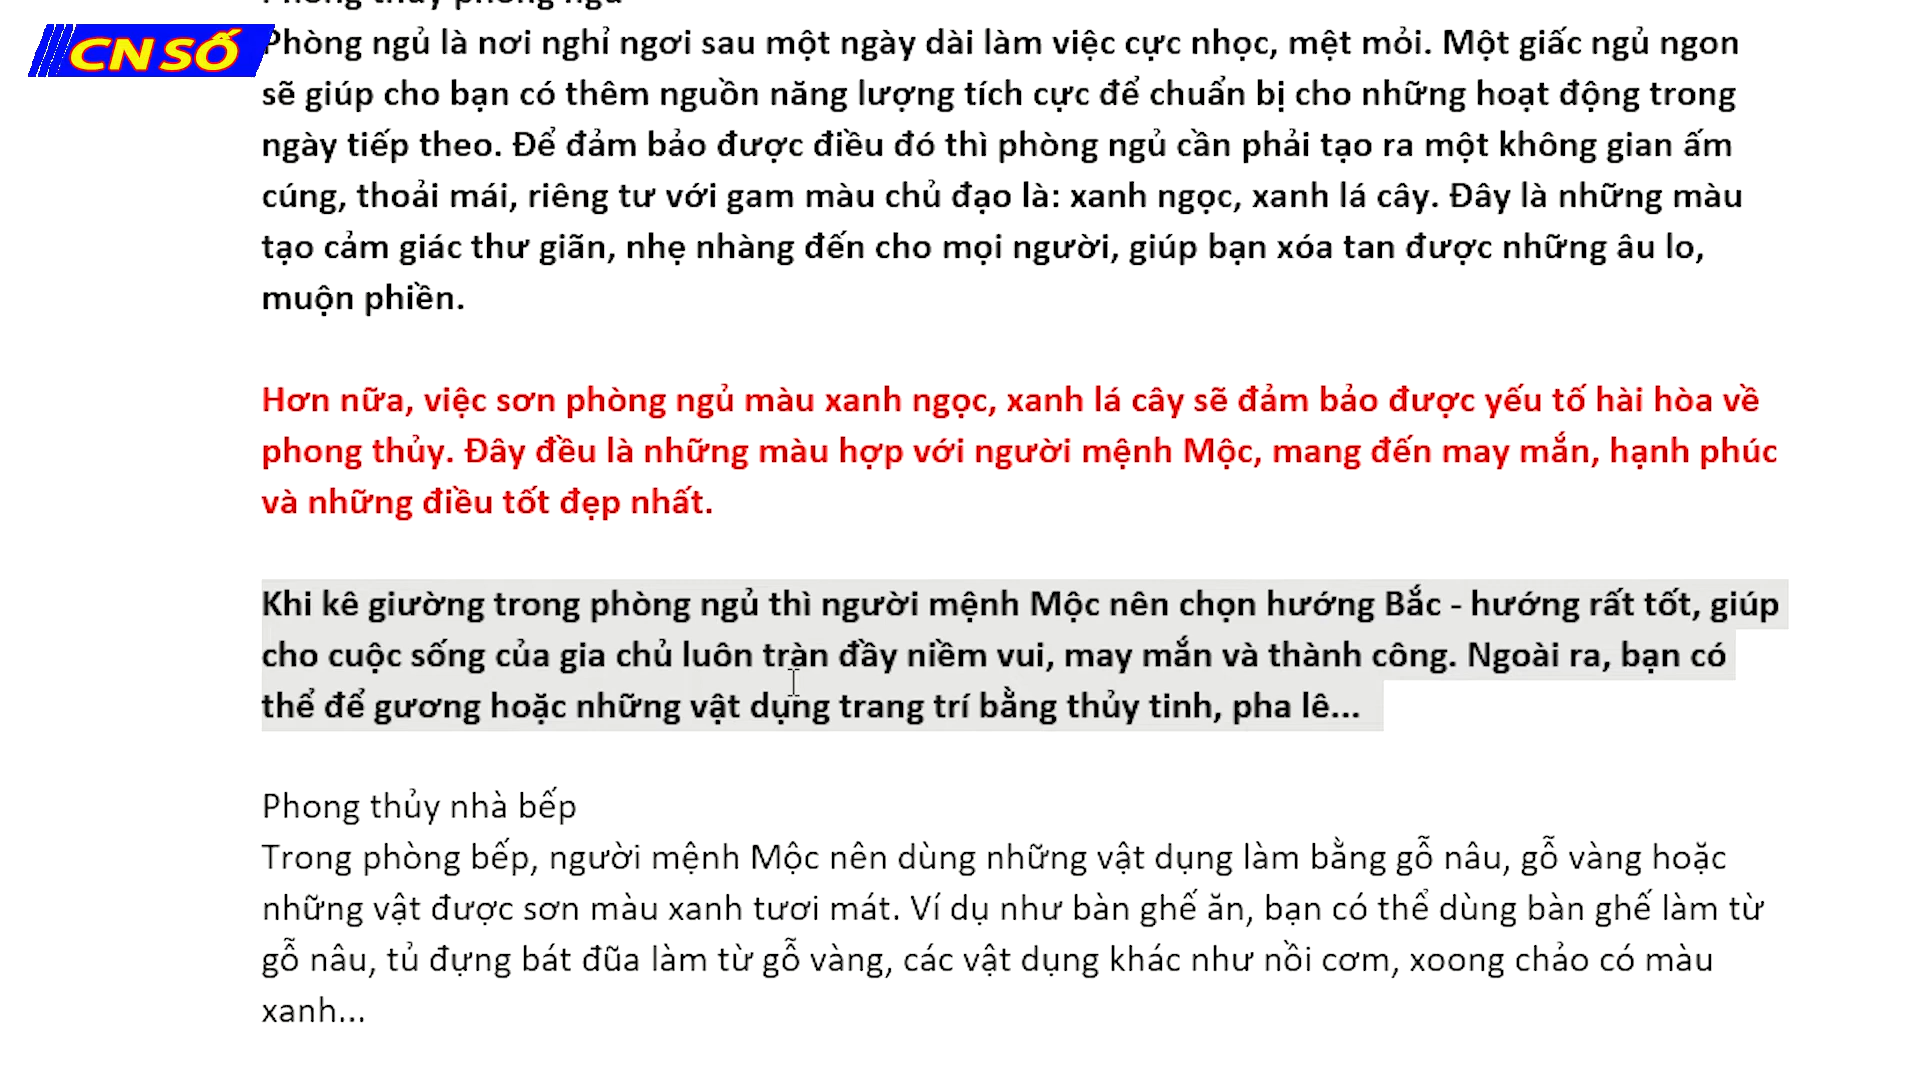 Phong thủy phòng ngủ
CN SỐ
Phòng ngủ là nơi nghỉ ngơi sau một ngày dài làm việc cực nhọc, mệt mỏi. Một giấc ngủ ngon
sẽ giúp cho bạn có thêm nguồn năng lượng tích cực để chuẩn bị cho những hoạt động trong
ngày tiếp theo. Để đảm bảo được điều đó thì phòng ngủ cần phải tạo ra một không gian ấm
cúng, thoải mái, riêng tư với gam màu chủ đạo là: xanh ngọc, xanh lá cây. Đây là những màu
tạo cảm giác thư giãn, nhẹ nhàng đến cho mọi người, giúp bạn xóa tan được những âu lo,
muộn phiền.
Hơn nữa, việc sơn phòng ngủ màu xanh ngọc, xanh lá cây sẽ đảm bảo được yếu tố hài hòa về
phong thủy. Đây đều là những màu hợp với người mệnh Mộc, mang đến may mắn, hạnh phúc
và những điều tốt đẹp nhất.
Khi kê giường trong phòng ngủ thì người mệnh Mộc nên chọn hướng Bắc - hướng rất tốt, giúp
cho cuộc sống của gia chủ luôn tràn đầy niềm vui, may mắn và thành công. Ngoài ra, bạn có
thể để gương hoặc những vật dụng trang trí bằng thủy tinh, pha lê...
Phong thủy nhà bếp
Trong phòng bếp, người mệnh Mộc nên dùng những vật dụng làm bằng gỗ nâu, gỗ vàng hoặc
những vật được sơn màu xanh tươi mát. Ví dụ như bàn ghế ăn, bạn có thể dùng bàn ghế làm từ
gỗ nâu, tủ đựng bát đũa làm từ gỗ vàng, các vật dụng khác như nồi cơm, xoong chảo có màu
xanh...